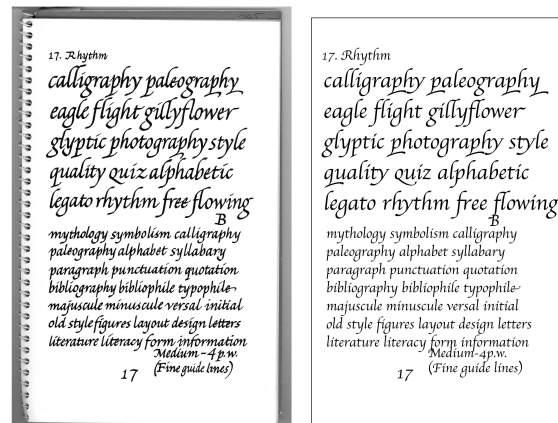 17. Rhythm
calligraphy paleography
eagle flight gillyflower
glyptic photography style
quality quiz alphabetic
legato rhythm free flowing
B
mythology symbolism calligraphy
paleography alphabet syllabary
paragraph punctuation quotation
bibliography bibliophile typophile
majuscule minuscule versal initial
old style figures layout design letters
literature literacy form information
Medium-4 p.w.
17 (Fine guide lines)
17. Rhythm
calligraphy paleography
eagle flight gillyflower
glyptic photography style
quality quiz alphabetic
legato rhythm free flowing
B
mythology symbolism calligraphy
paleography alphabet syllabary
paragraph punctuation quotation
bibliography bibliophile typophile
majuscule minuscule versal initial
old style figures layout design letters
literature literacy form information
Medium-4p.w.
17 (Fine guide lines)